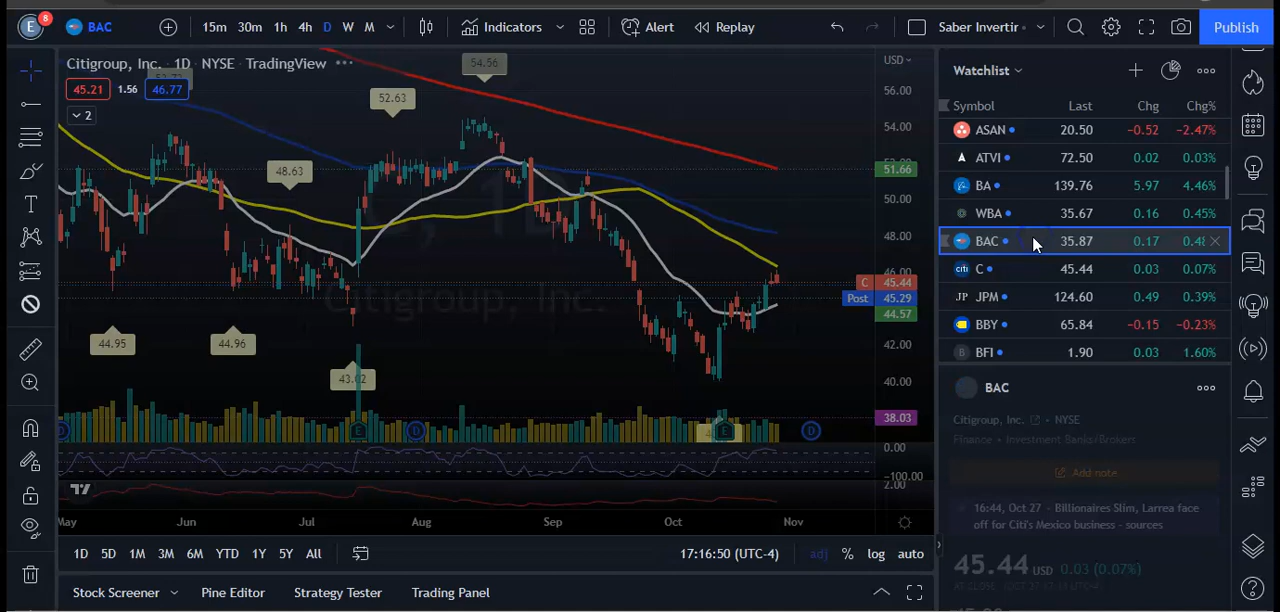 E 8 BAC 15m 30m 1h 4h D W M Indicators Alert Replay Saber Invertir Publish
Citigroup, Inc. · 1D · NYSE · TradingView
45.21 1.56 46.77
2
USD
56.00
54.00
50.00
48.00
42.00
40.00
0.00
-100.00
2.00
51.66
C 45.44
Post 45.29
44.57
38.03
54.56
52.63
48.63
44.95
44.96
43.02
Citigroup, Inc.
E
D
E
D
May Jun Jul Aug Sep Oct Nov
1D 5D 1M 3M 6M YTD 1Y 5Y All 17:16:50 (UTC-4) adj % log auto
Stock Screener Pine Editor Strategy Tester Trading Panel
Watchlist
Symbol Last Chg Chg%
ASAN 20.50 −0.52 −2.47%
ATVI 72.50 0.02 0.03%
BA 139.76 5.97 4.46%
WBA 35.67 0.16 0.45%
BAC 35.87 0.17
citi C 45.44 0.03 0.07%
JP JPM 124.60 0.49 0.39%
BBY 65.84 −0.15 −0.23%
B BFI 1.90 0.03 1.60%
BAC
Citigroup, Inc. · NYSE
Finance · Investment Banks/Brokers
Add note
16:44, Oct 27 - Billionaires Slim, Larrea face
off for Citi's Mexico business - sources
45.44 USD 0.03 (0.07%)